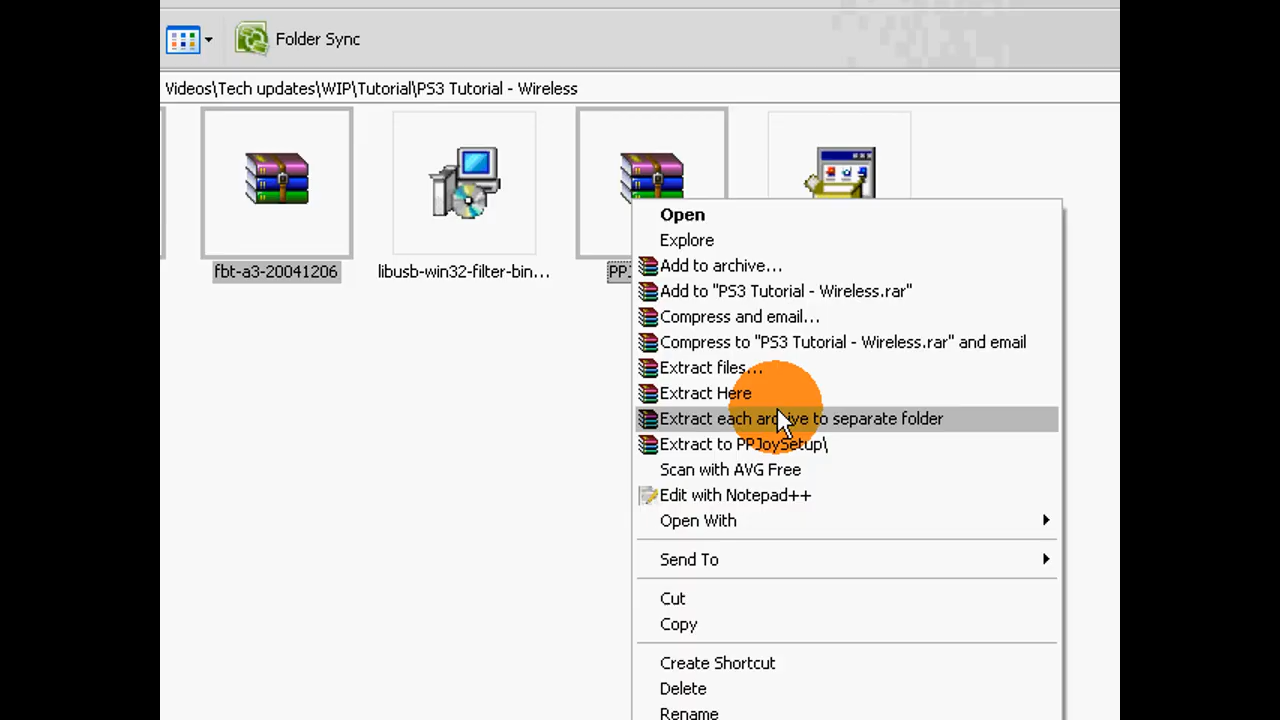 Folder Sync
Videos\Tech updates\WIP\Tutorial\PS3 Tutorial - Wireless
fbt-a3-20041206
libusb-win32-filter-bin...
PPJ
Open
Explore
Add to archive...
Add to "PS3 Tutorial - Wireless.rar"
Compress and email...
Compress to "PS3 Tutorial - Wireless.rar" and email
Extract files...
Extract Here
Extract each archive to separate folder
Extract to PPJoySetup\
Scan with AVG Free
Edit with Notepad++
Open With
Send To
Cut
Copy
Create Shortcut
Delete
Rename